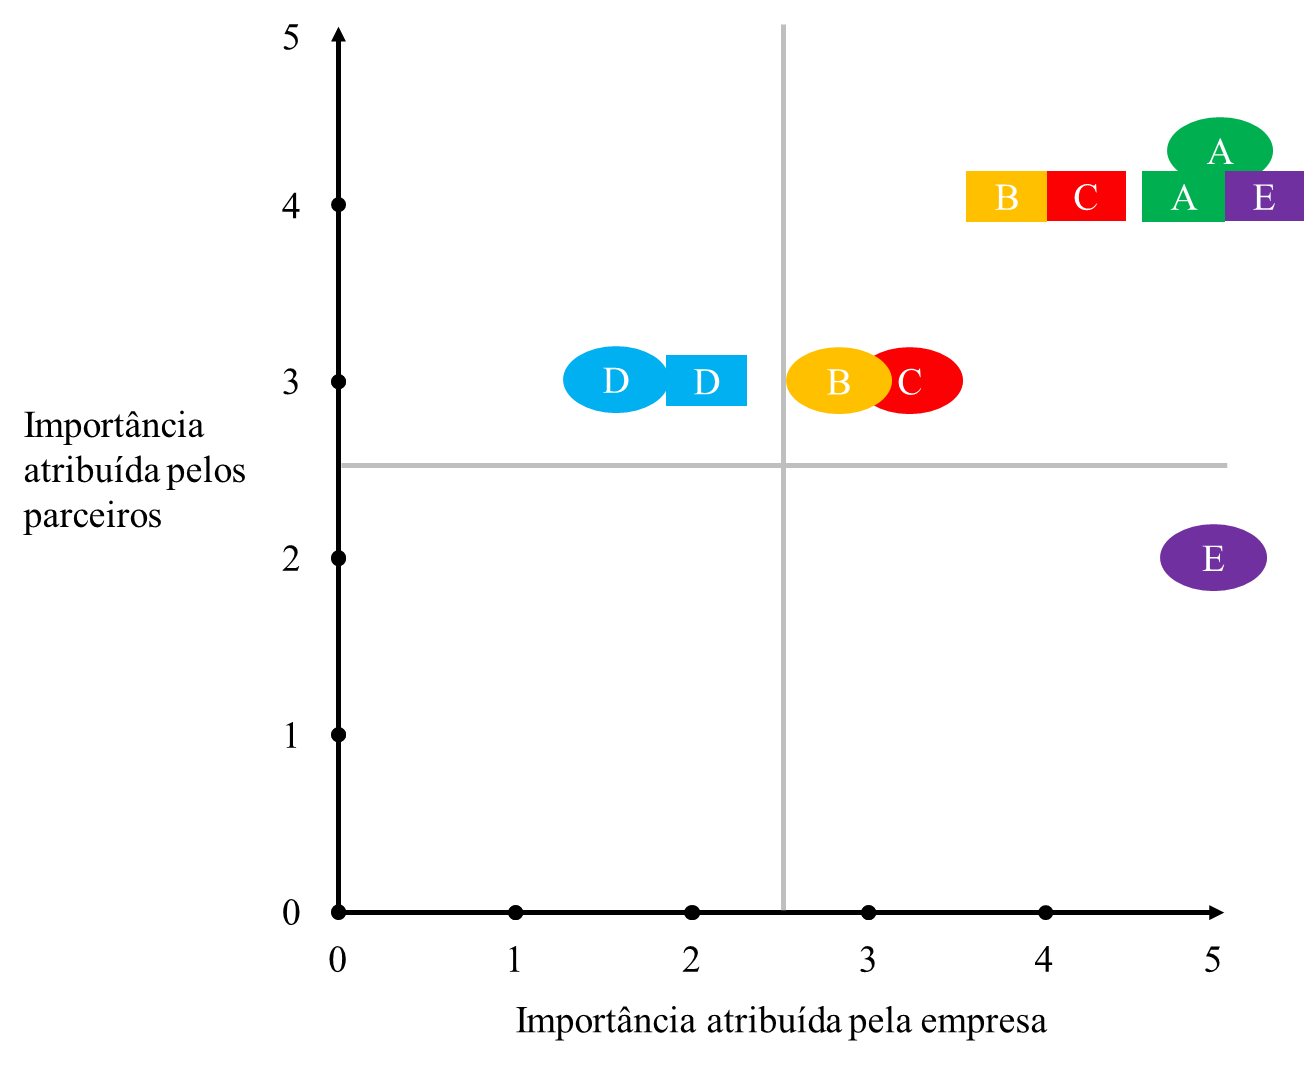 5
A
4
B C A E
Importância
atribuída pelos
parceiros
3
D D B C
2
E
1
0
0 1 2 3 4 5
Importância atribuída pela empresa